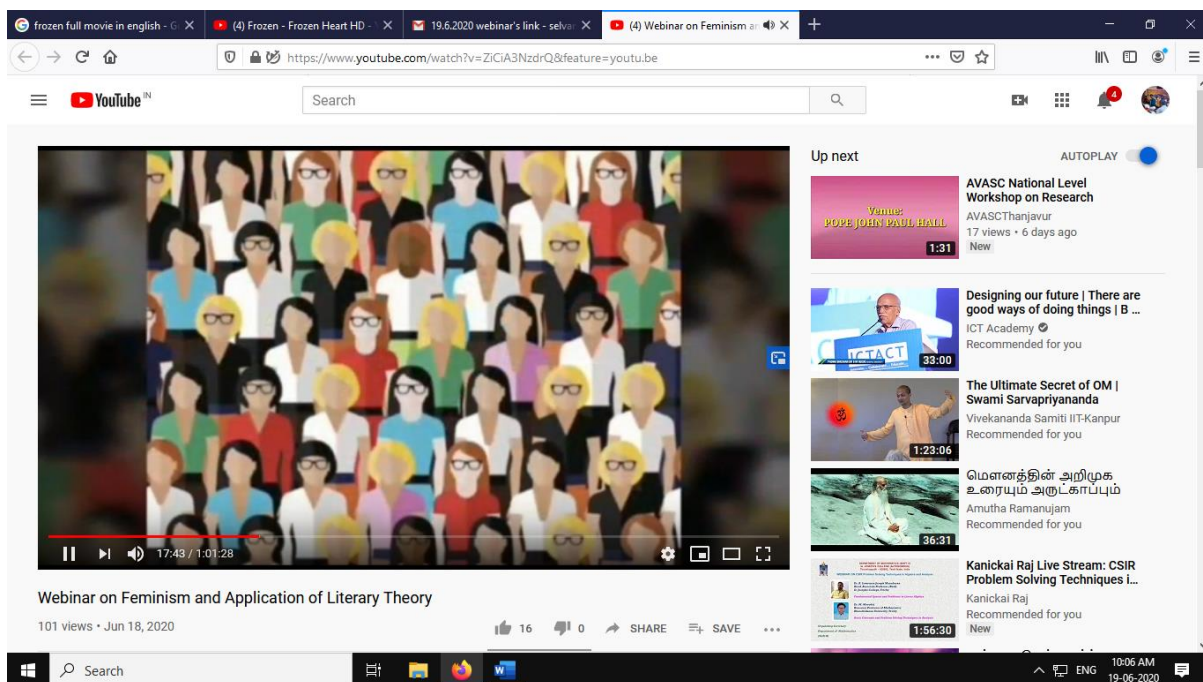 frozen full movie in english - G
(4) Frozen - Frozen Heart HD -
19.6.2020 webinar's link - selva
(4) Webinar on Feminism a
https://www.youtube.com/watch?v=ZiCiA3NzdrQ&feature=youtu.be
YouTube IN
Search
4
Up next
AUTOPLAY
Venue:
POPE JOHN PAUL HALL
1:31
AVASC National Level
Workshop on Research
AVASCThanjavur
17 views • 6 days ago
New
ICTACT
33:00
Designing our future | There are
good ways of doing things | B ...
ICT Academy
Recommended for you
ॐ
1:23:06
The Ultimate Secret of OM |
Swami Sarvapriyananda
Vivekananda Samiti IIT-Kanpur
Recommended for you
36:31
மௌனத்தின் அறிமுக
உரையும் அருட்காப்பும்
Amutha Ramanujam
Recommended for you
1:56:30
Kanickai Raj Live Stream: CSIR
Problem Solving Techniques i...
Kanickai Raj
Recommended for you
New
17:43 / 1:01:28
Webinar on Feminism and Application of Literary Theory
101 views • Jun 18, 2020
16
0
SHARE
SAVE
Search
ENG
10:06 AM
19-06-2020